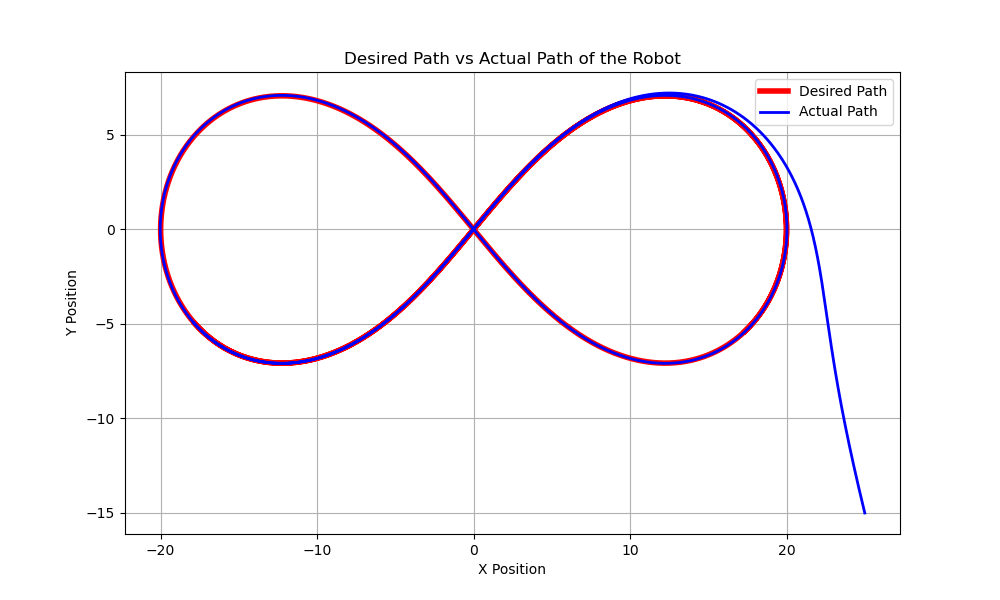 Desired Path vs Actual Path of the Robot
Desired Path
Actual Path
Y Position
5
0
−5
−10
−15
−20
−10
0
10
20
X Position